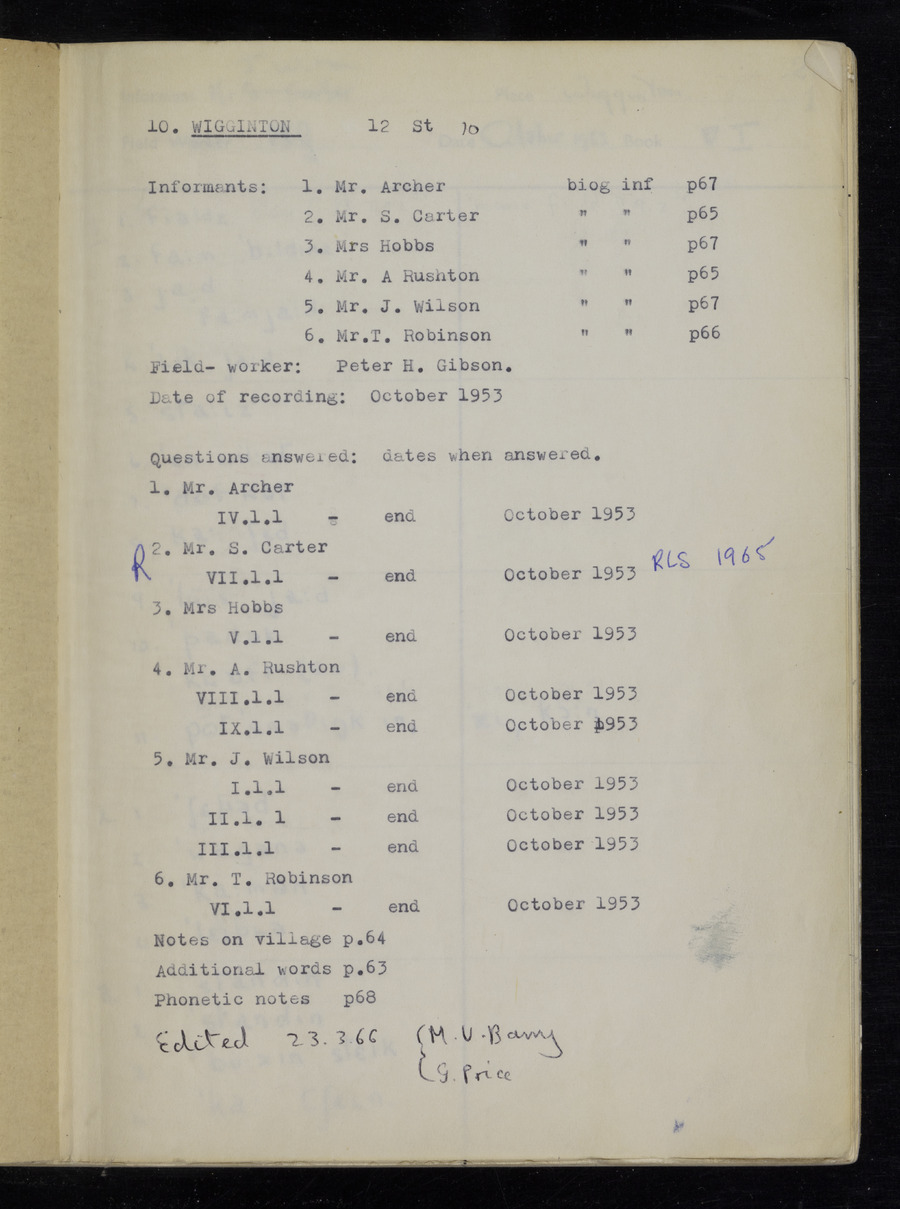 10. WIGGINTON 12 St 10
Informants: 1. Mr. Archer biog inf p67
2. Mr. S. Carter " " p65
3. Mrs Hobbs " " p67
4. Mr. A Rushton " " p65
5. Mr. J. Wilson " " p67
6. Mr.T. Robinson " " p66
Field- worker: Peter H. Gibson.
Date of recording: October 1953
Questions answered: dates when answered.
1. Mr. Archer
IV.1.1 - end October 1953
R 2. Mr. S. Carter
VII.1.1 - end October 1953 RLS 1965
3. Mrs Hobbs
V.1.1 - end October 1953
4. Mr. A. Rushton
VIII.1.1 - end October 1953
IX.1.1 - end October 1953
5. Mr. J. Wilson
I.1.1 - end October 1953
II.1. 1 - end October 1953
III.1.1 - end October 1953
6. Mr. T. Robinson
VI.1.1 - end October 1953
Notes on village p.64
Additional words p.63
Phonetic notes p68
Edited 23.3.66 {M.V.Barry
{G. Price